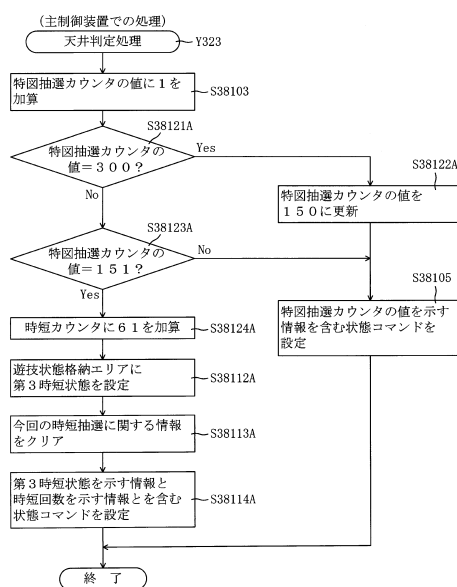 (主制御装置での処理)
天井判定処理
Y323
特図抽選カウンタの値に1を
加算
S38103
S38121A
特図抽選カウンタの
値=300?
Yes
No
S38122A
特図抽選カウンタの値を
150に更新
S38123A
特図抽選カウンタの
値=151?
No
Yes
S38105
特図抽選カウンタの値を示す
情報を含む状態コマンドを
設定
時短カウンタに61を加算
S38124A
遊技状態格納エリアに
第3時短状態を設定
S38112A
今回の時短抽選に関する情報
をクリア
S38113A
第3時短状態を示す情報と
時短回数を示す情報とを含む
状態コマンドを設定
S38114A
終 了